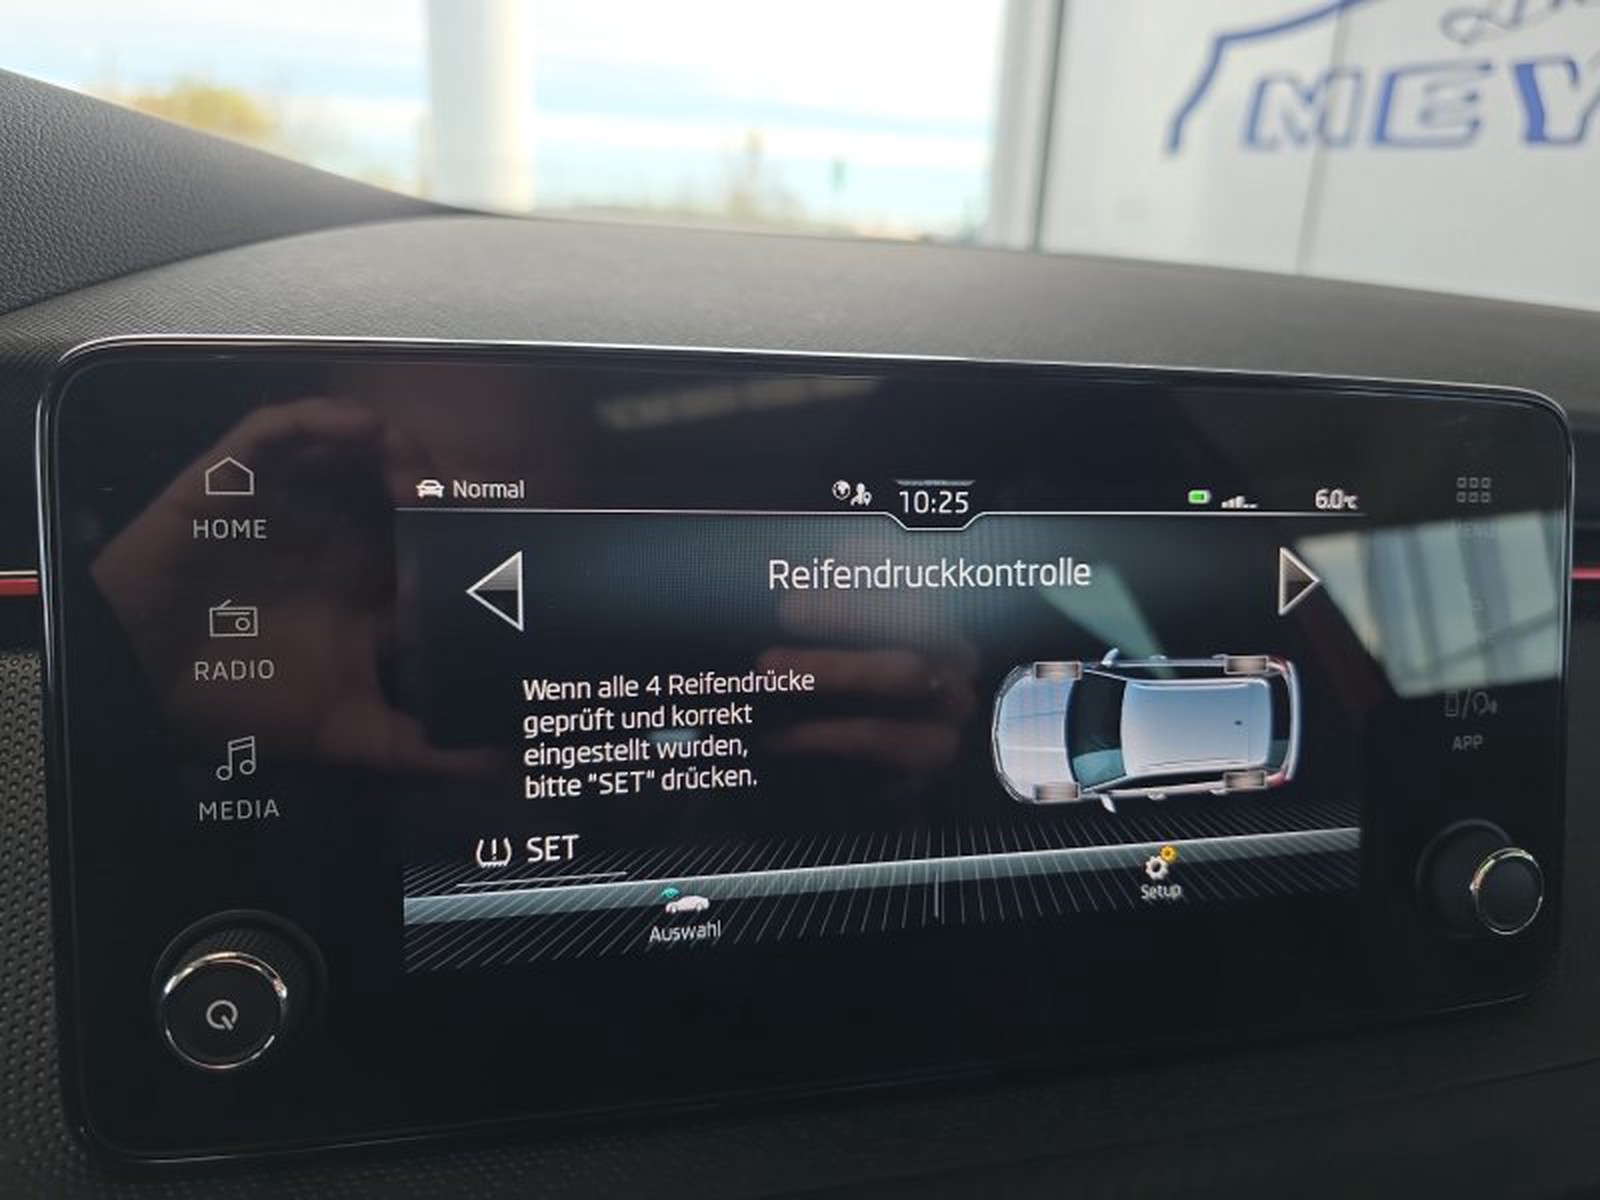 MEY
Normal
10:25
6.0°C
HOME
RADIO
MEDIA
MENU
APP
Reifendruckkontrolle
Wenn alle 4 Reifendrücke
geprüft und korrekt
eingestellt wurden,
bitte "SET" drücken.
SET
Auswahl
Setup